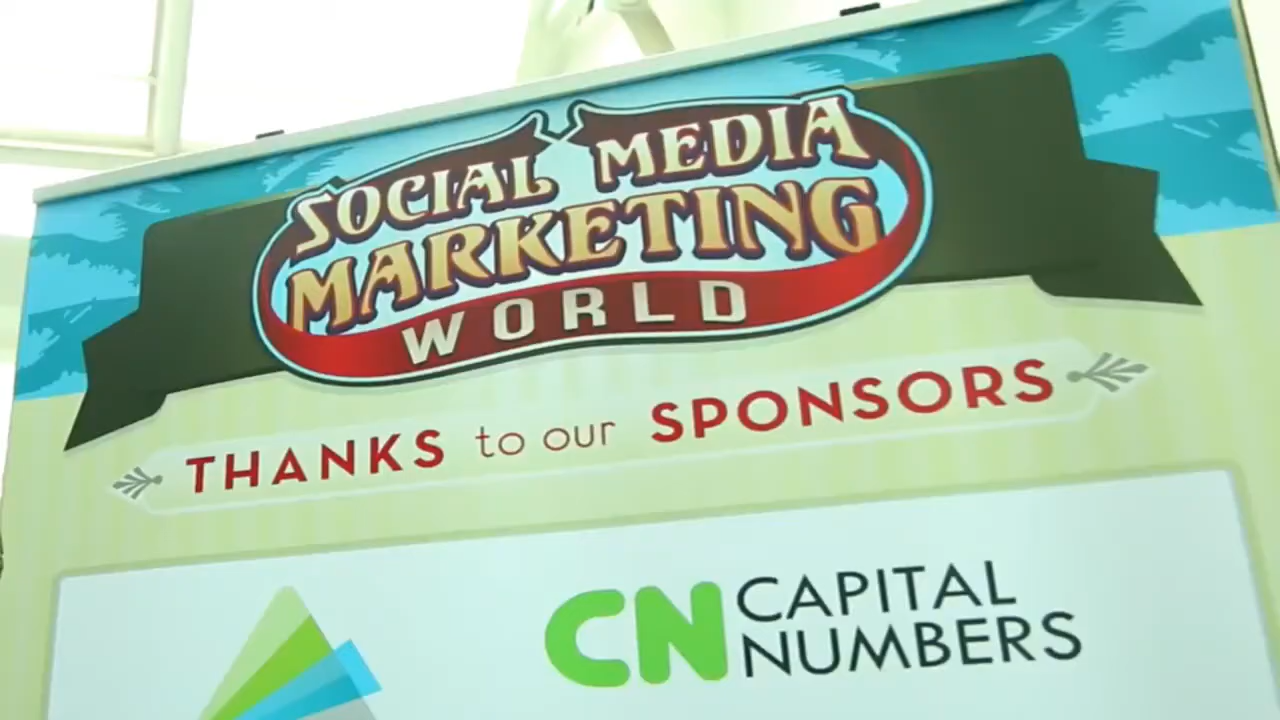 SOCIAL MEDIA
MARKETING
WORLD
THANKS to our SPONSORS
CN CAPITAL
NUMBERS